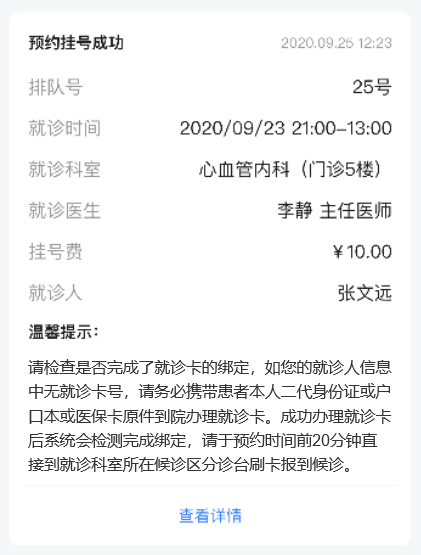 预约挂号成功 2020.09.25 12:23
排队号 25号
就诊时间 2020/09/23 21:00-13:00
就诊科室 心血管内科（门诊5楼）
就诊医生 李静 主任医师
挂号费 ￥10.00
就诊人 张文远
温馨提示：
请检查是否完成了就诊卡的绑定，如您的就诊人信息
中无就诊卡号，请务必携带患者本人二代身份证或户
口本或医保卡原件到院办理就诊卡。成功办理就诊卡
后系统会检测完成绑定，请于预约时间前20分钟直
接到就诊科室所在候诊区分诊台刷卡报到候诊。
查看详情